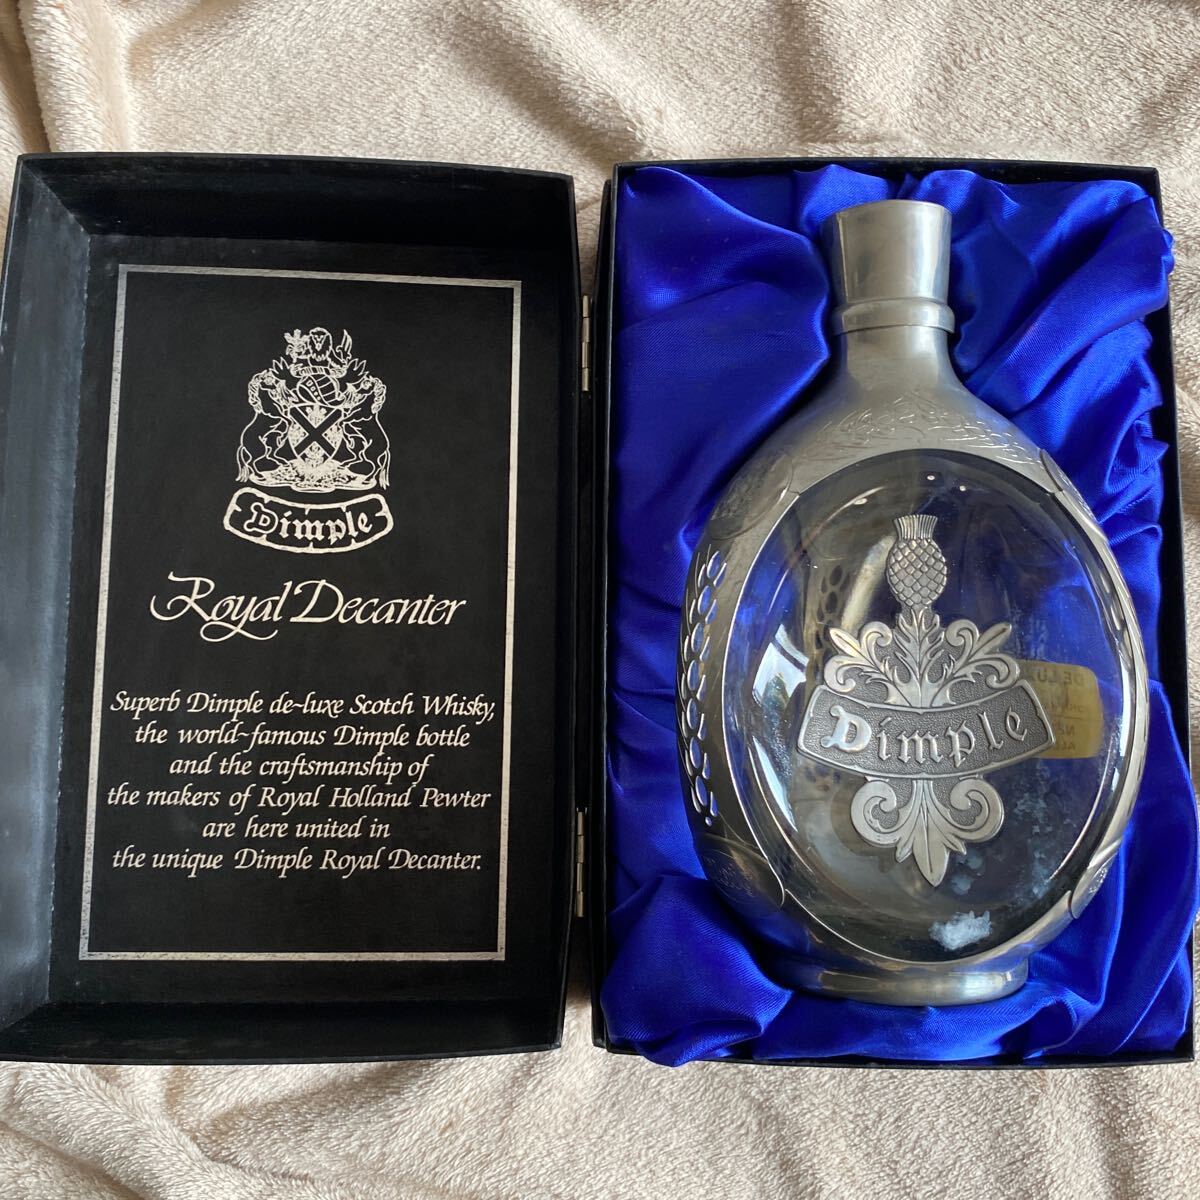 Dimple
Royal Decanter
Superb Dimple de-luxe Scotch Whisky,
the world-famous Dimple bottle
and the craftsmanship of
the makers of Royal Holland Pewter
are here united in
the unique Dimple Royal Decanter.
Dimple